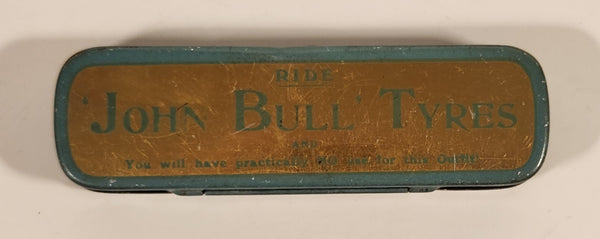 RIDE
'JOHN BULL' TYRES
AND
You will have practically NO use for this Outfit